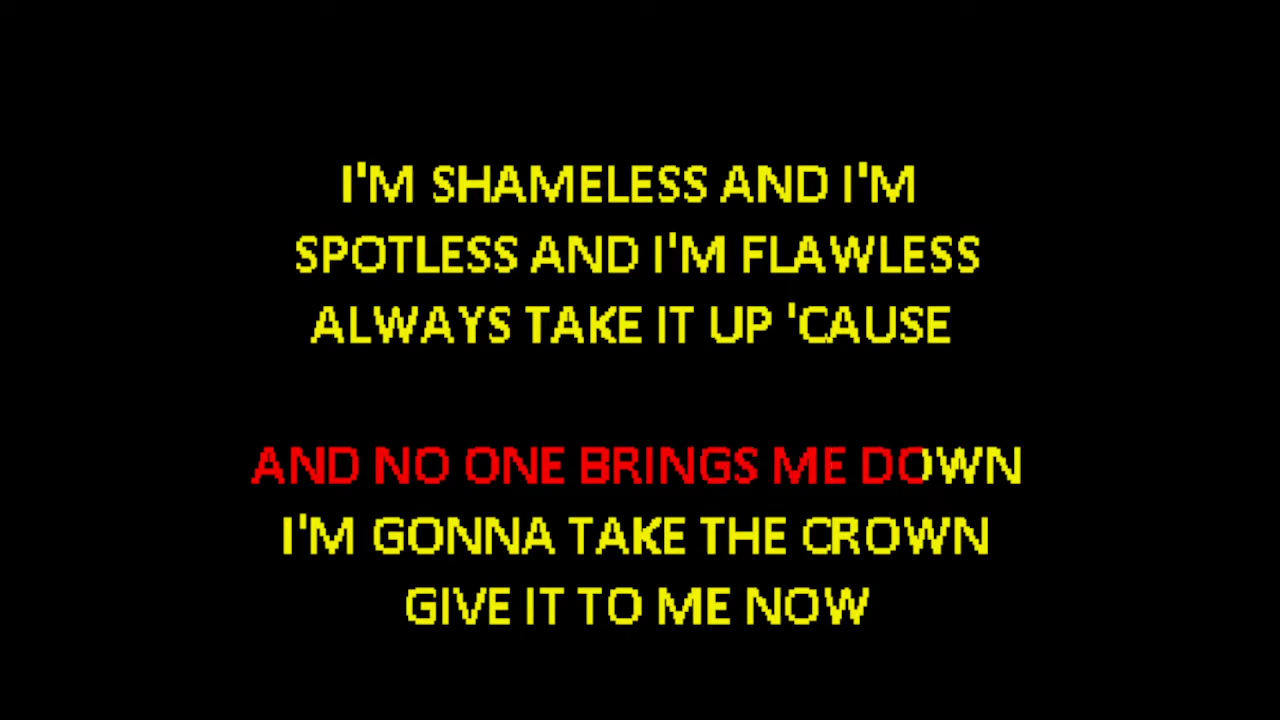 I'M SHAMELESS AND I'M
SPOTLESS AND I'M FLAWLESS
ALWAYS TAKE IT UP 'CAUSE
AND NO ONE BRINGS ME DOWN
I'M GONNA TAKE THE CROWN
GIVE IT TO ME NOW